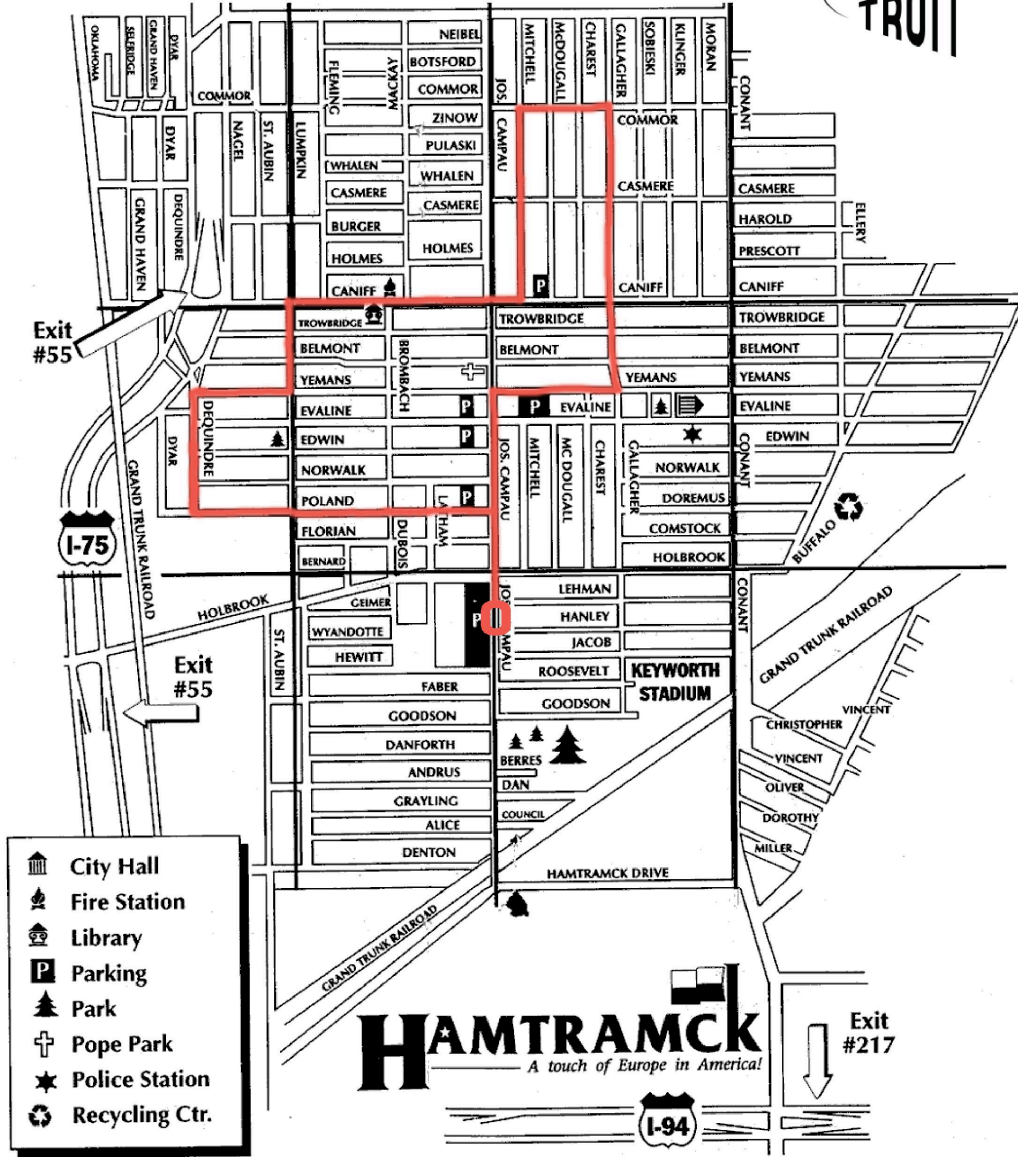 TRUIT
OKLAHOMA
SELFRIDGE
GRAND HAVEN
DYAR
COMMOR
DYAR
NAGEL
ST. AUBIN
LUMPKIN
FLEMING
MACKAY
NEIBEL
BOTSFORD
COMMOR
ZINOW
PULASKI
WHALEN
CASMERE
HOLMES
WHALEN
CASMERE
BURGER
HOLMES
CANIFF
JOS. CAMPAU
MITCHELL
McDOUGALL
CHAREST
GALLAGHER
SOBIESKI
KLINGER
MORAN
CONANT
COMMOR
CASMERE
CANIFF
P
CASMERE
HAROLD
PRESCOTT
CANIFF
ELLERY
GRAND HAVEN
DEQUINDRE
Exit
#55
TROWBRIDGE
BELMONT
YEMANS
EVALINE
EDWIN
NORWALK
POLAND
FLORIAN
BERNARD
BROMBACH
P
P
P
LATHAM
DUBOIS
TROWBRIDGE
BELMONT
YEMANS
P
EVALINE
JOS. CAMPAU
MITCHELL
MC DOUGALL
CHAREST
GALLAGHER
NORWALK
DOREMUS
COMSTOCK
HOLBROOK
TROWBRIDGE
BELMONT
YEMANS
EVALINE
EDWIN
CONANT
BUFFALO
DEQUINDRE
DYAR
GRAND TRUNK RAILROAD
I-75
HOLBROOK
GEIMER
WYANDOTTE
HEWITT
ST. AUBIN
P
JOS. CAMPAU
LEHMAN
HANLEY
JACOB
ROOSEVELT
GOODSON
KEYWORTH
STADIUM
CONANT
GRAND TRUNK RAILROAD
Exit
#55
FABER
GOODSON
DANFORTH
ANDRUS
GRAYLING
ALICE
DENTON
BERRES
DAN
COUNCIL
HAMTRAMCK DRIVE
GRAND TRUNK RAILROAD
CHRISTOPHER
VINCENT
VINCENT
OLIVER
DOROTHY
MILLER
City Hall
Fire Station
Library
P Parking
Park
Pope Park
Police Station
Recycling Ctr.
HAMTRAMCK
A touch of Europe in America!
Exit
#217
I-94